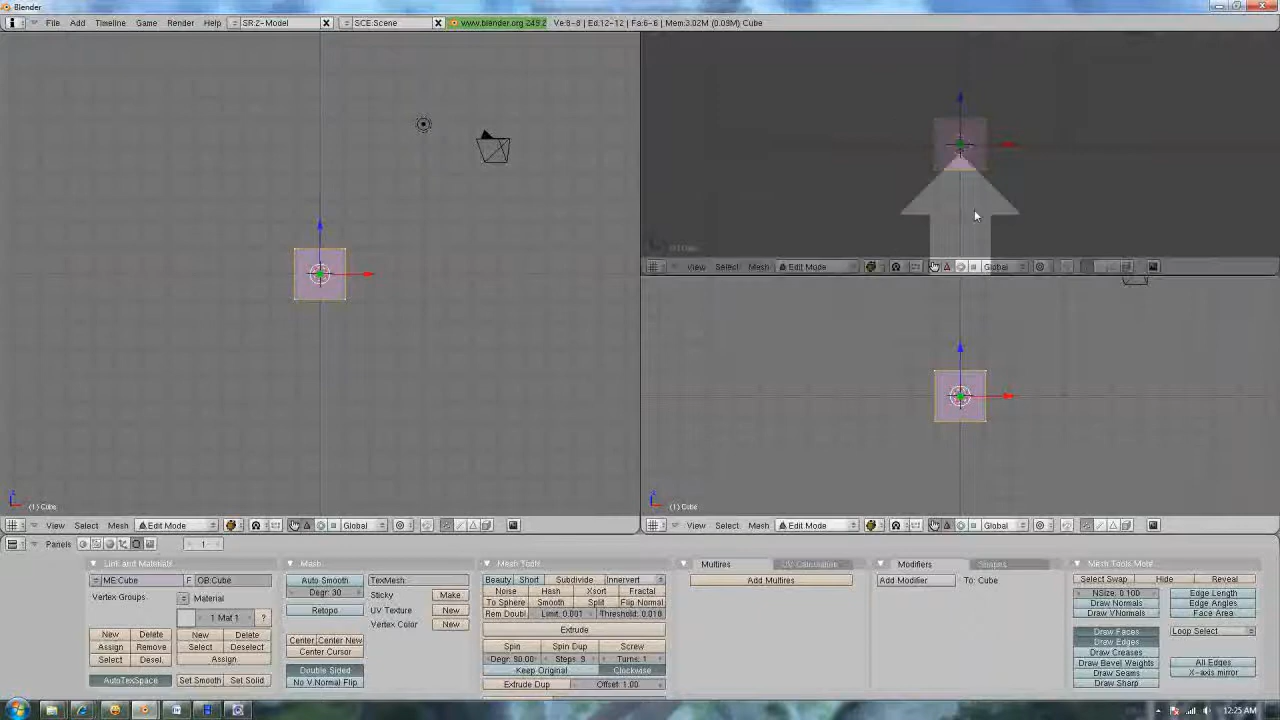 Blender
File Add Timeline Game Render Help SR:2-Model SCE:Scene www.blender.org 249.2 Ve:8-8 | Ed:12-12 | Fa:6-6 | Mem:3.02M (0.09M) Cube
View Select Mesh Edit Mode Global
(1) Cube
(1) Cube
View Select Mesh Edit Mode Global
View Select Mesh Edit Mode Global
Panels 1
Link and Materials
ME:Cube F OB:Cube
Vertex Groups: Material
1 Mat 1 ?
New Delete New Delete
Assign Remove Select Deselect
Select Desel. Assign
AutoTexSpace Set Smooth Set Solid
Mesh
Auto Smooth TexMesh:
Degr: 30 Sticky Make
Retopo UV Texture New
Vertex Color New
Center Center New
Center Cursor
Double Sided
No V.Normal Flip
Mesh Tools
Beauty Short Subdivide Innervert
Noise Hash Xsort Fractal
To Sphere Smooth Split Flip Normal
Rem Doubl Limit: 0.001 Threshold: 0.010
Extrude
Spin Spin Dup Screw
Degr: 90.00 Steps: 9 Turns: 1
Keep Original Clockwise
Extrude Dup Offset: 1.00
Multires UV Calculation
Add Multires
Modifiers Shapes
Add Modifier To: Cube
Mesh Tools More
Select Swap Hide Reveal
NSize: 0.100 Edge Length
Draw Normals Edge Angles
Draw VNormals Face Area
Draw Faces Loop Select
Draw Edges
Draw Creases
Draw Bevel Weights All Edges
Draw Seams X-axis mirror
Draw Sharp
12:25 AM